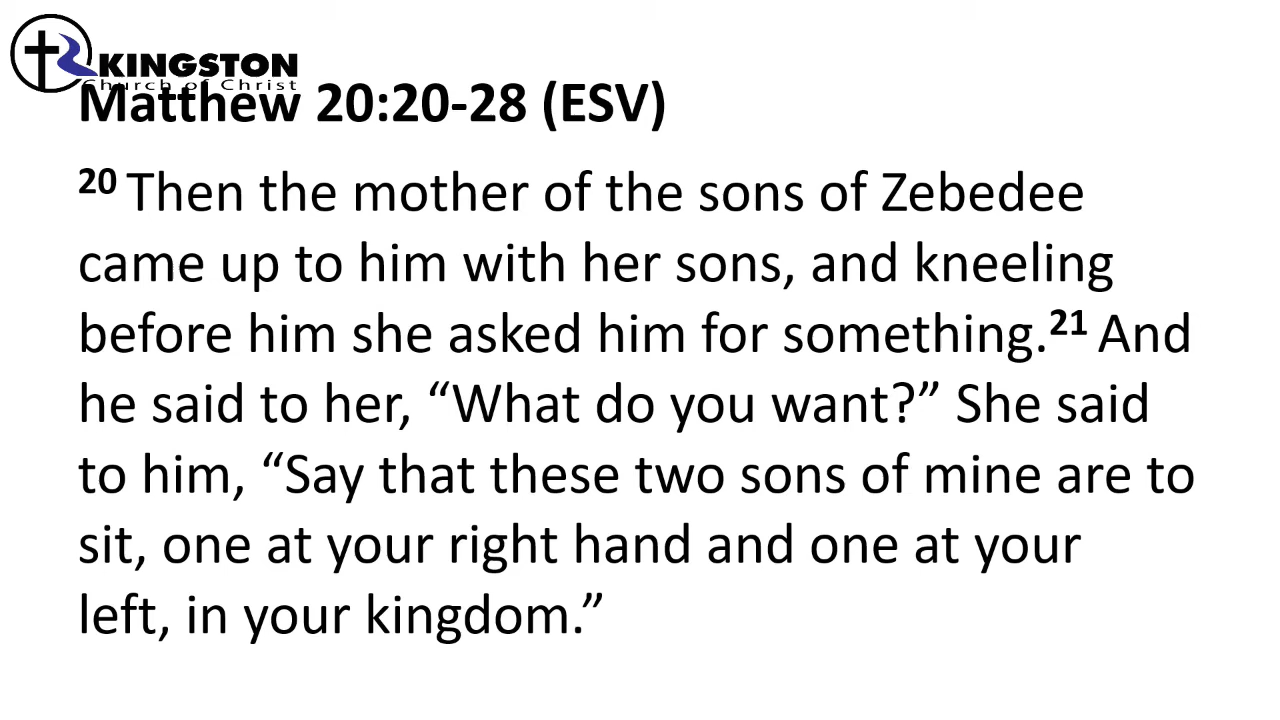 KINGSTON
Church of Christ
Matthew 20:20-28 (ESV)
20 Then the mother of the sons of Zebedee
came up to him with her sons, and kneeling
before him she asked him for something.21 And
he said to her, “What do you want?” She said
to him, “Say that these two sons of mine are to
sit, one at your right hand and one at your
left, in your kingdom.”